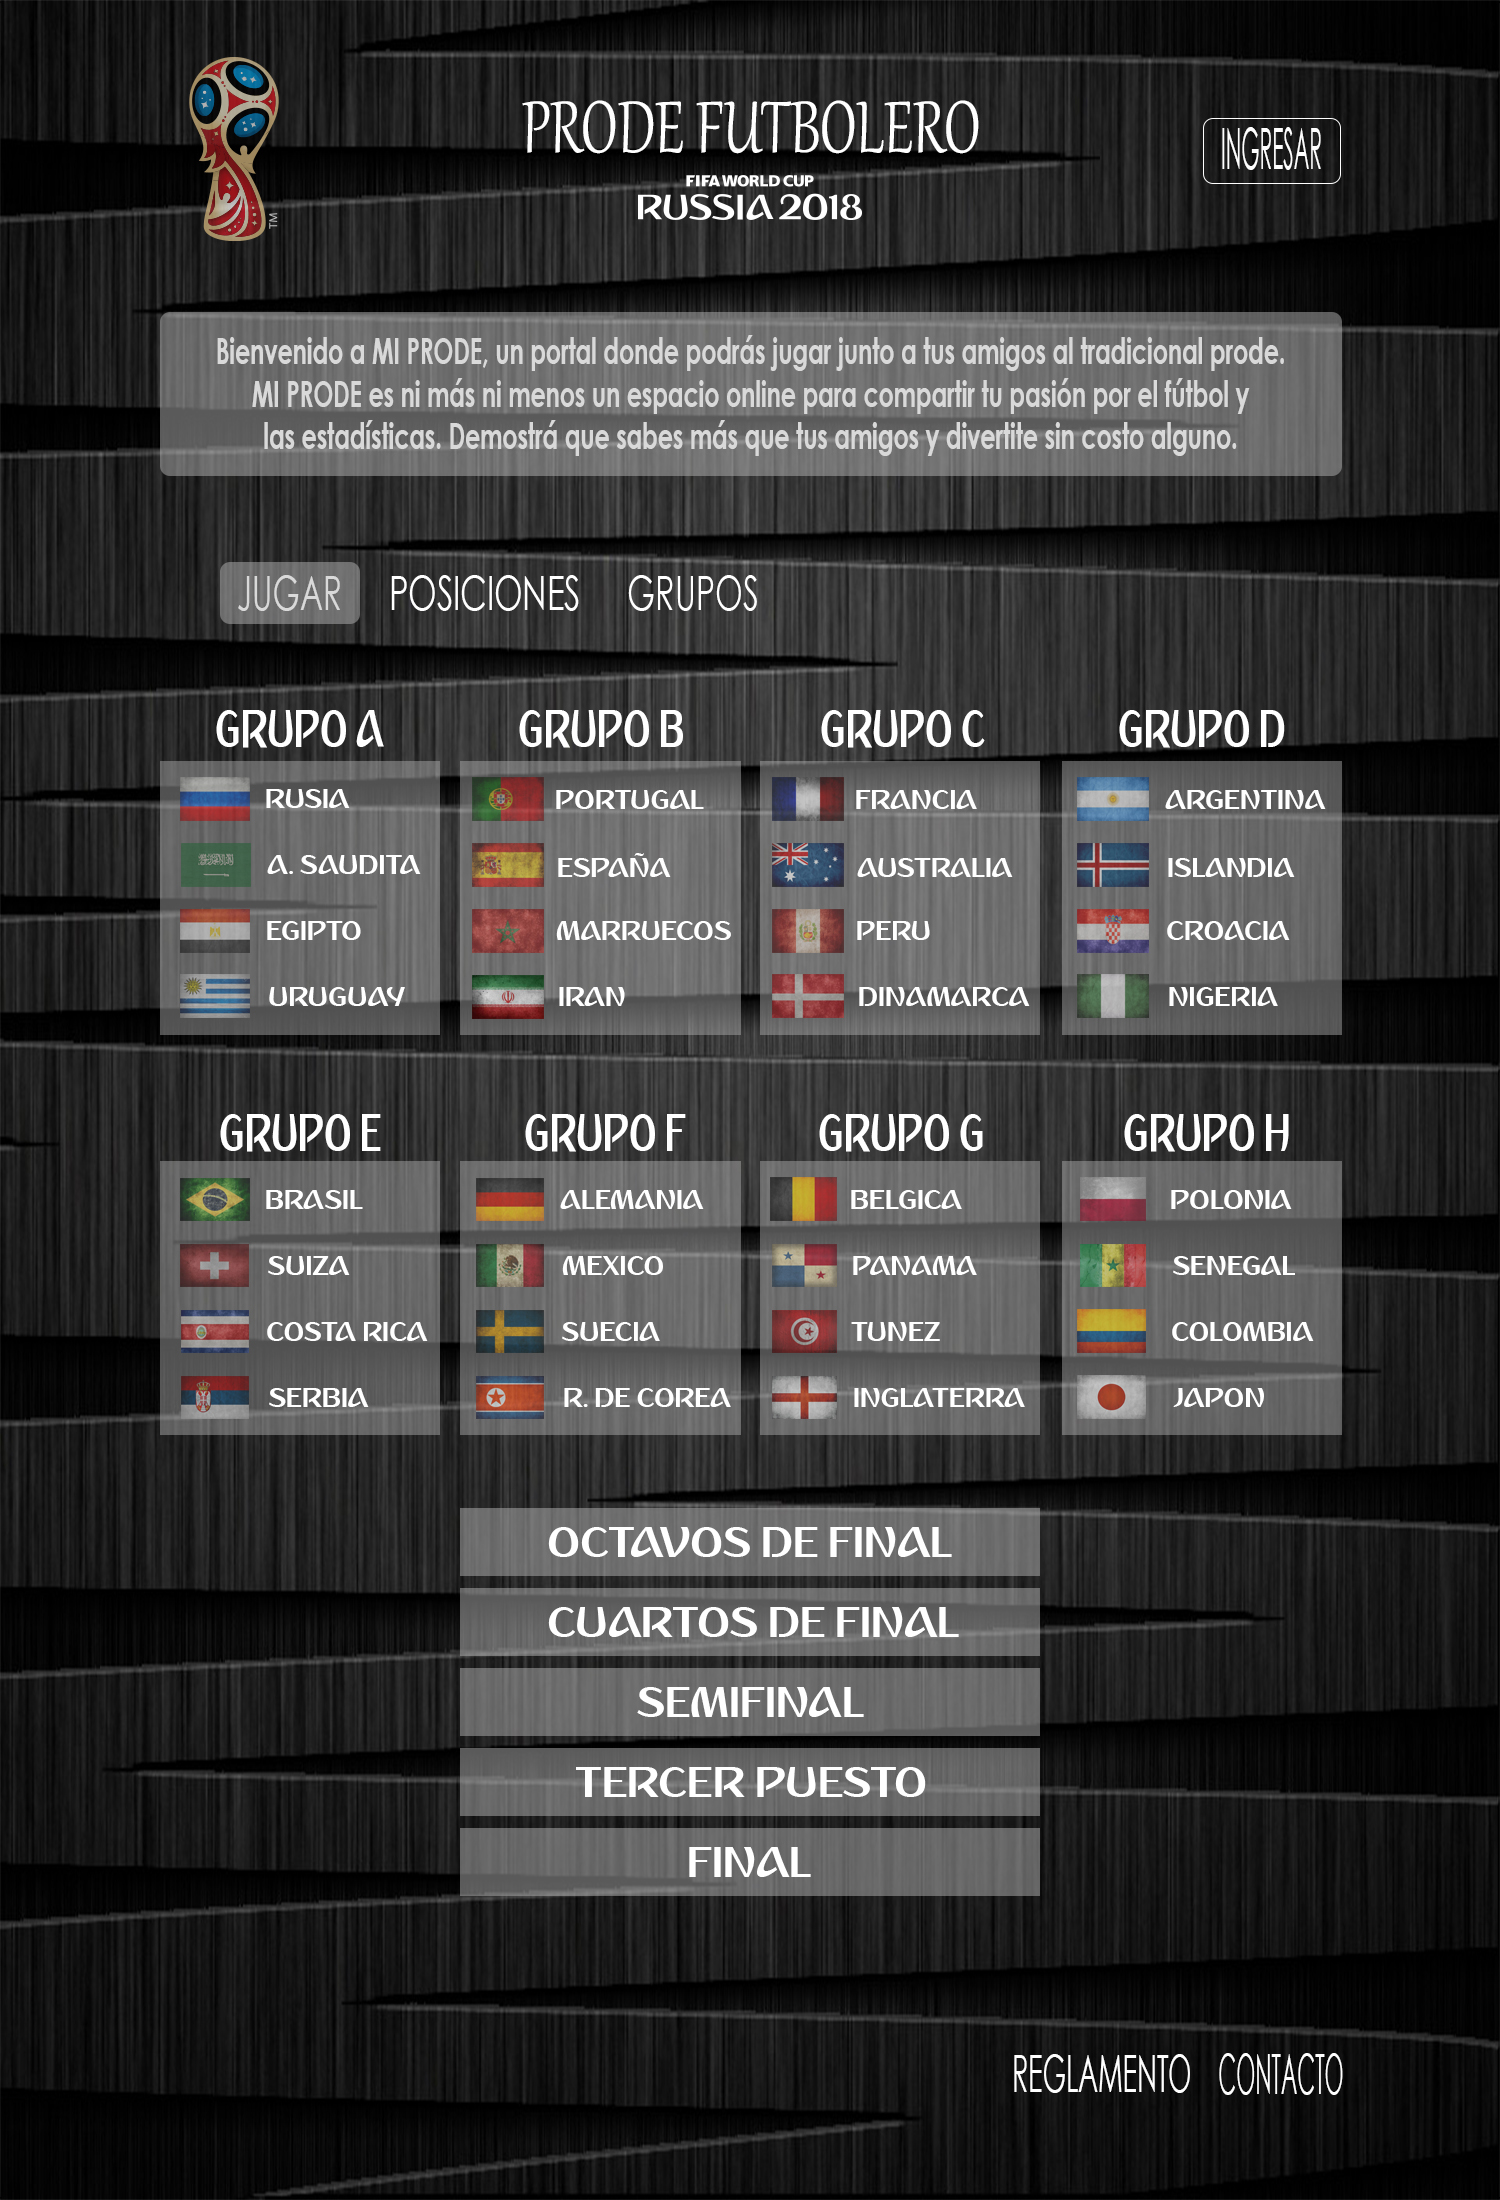 PRODE FUTBOLERO
FIFA WORLD CUP
RUSSIA 2018
TM
INGRESAR
Bienvenido a MI PRODE, un portal donde podrás jugar junto a tus amigos al tradicional prode.
MI PRODE es ni más ni menos un espacio online para compartir tu pasión por el fútbol y
las estadísticas. Demostrá que sabes más que tus amigos y divertite sin costo alguno.
JUGAR POSICIONES GRUPOS
GRUPO A
RUSIA
A. SAUDITA
EGIPTO
URUGUAY
GRUPO B
PORTUGAL
ESPAÑA
MARRUECOS
IRAN
GRUPO C
FRANCIA
AUSTRALIA
PERU
DINAMARCA
GRUPO D
ARGENTINA
ISLANDIA
CROACIA
NIGERIA
GRUPO E
BRASIL
SUIZA
COSTA RICA
SERBIA
GRUPO F
ALEMANIA
MEXICO
SUECIA
R. DE COREA
GRUPO G
BELGICA
PANAMA
TUNEZ
INGLATERRA
GRUPO H
POLONIA
SENEGAL
COLOMBIA
JAPON
OCTAVOS DE FINAL
CUARTOS DE FINAL
SEMIFINAL
TERCER PUESTO
FINAL
REGLAMENTO CONTACTO